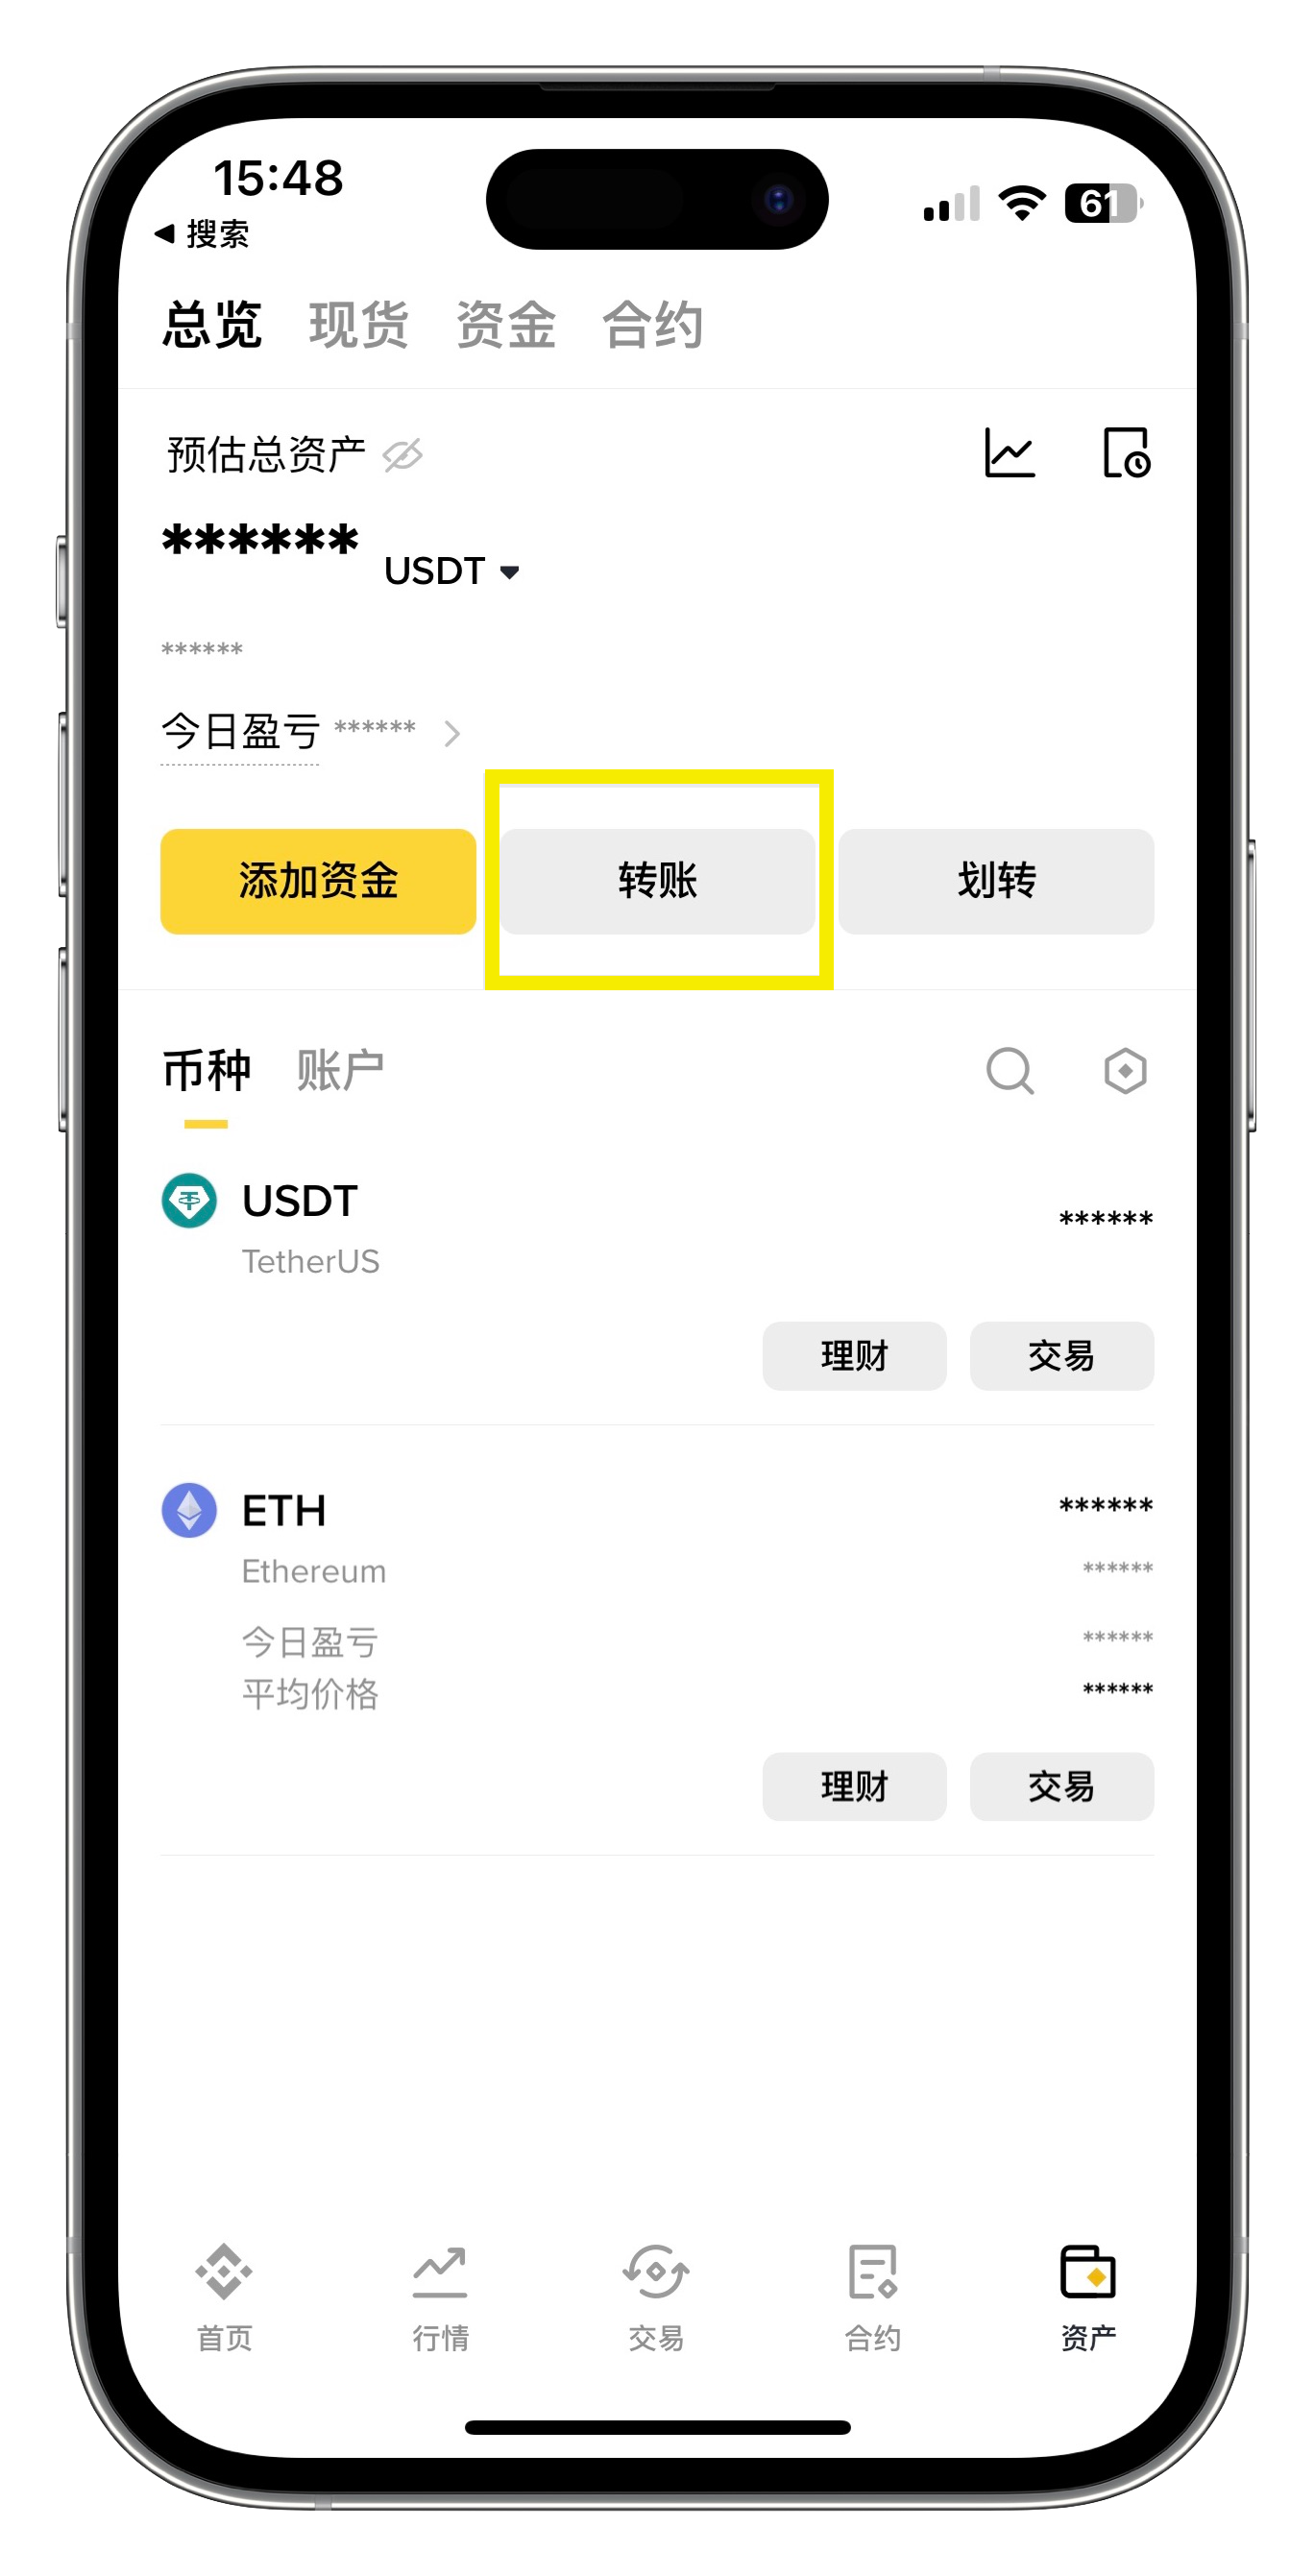 15:48
61
搜索
总览 现货 资金 合约
预估总资产
****** USDT
******
今日盈亏 ******
添加资金 转账 划转
币种 账户
USDT ******
TetherUS
理财 交易
ETH ******
Ethereum ******
今日盈亏 ******
平均价格 ******
理财 交易
首页 行情 交易 合约 资产